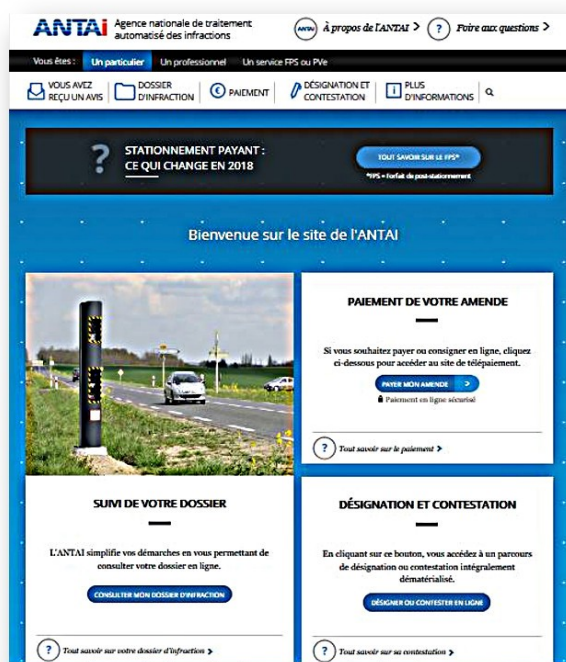 ANTAi Agence nationale de traitement
automatisé des infractions
ANTAI À propos de l'ANTAI >
? Foire aux questions >
Vous êtes : Un particulier Un professionnel Un service FPS ou PVe
VOUS AVEZ
REÇU UN AVIS
DOSSIER
D'INFRACTION
€ PAIEMENT
DÉSIGNATION ET
CONTESTATION
i PLUS
D'INFORMATIONS
? STATIONNEMENT PAYANT :
CE QUI CHANGE EN 2018
TOUT SAVOIR SUR LE FPS*
*FPS = Forfait de post-stationnement
Bienvenue sur le site de l'ANTAI
PAIEMENT DE VOTRE AMENDE
Si vous souhaitez payer ou consigner en ligne, cliquez
ci-dessous pour accéder au site de télépaiement.
PAYER MON AMENDE >
Paiement en ligne sécurisé
? Tout savoir sur le paiement >
SUIVI DE VOTRE DOSSIER
L'ANTAI simplifie vos démarches en vous permettant de
consulter votre dossier en ligne.
CONSULTER MON DOSSIER D'INFRACTION
? Tout savoir sur votre dossier d'infraction >
DÉSIGNATION ET CONTESTATION
En cliquant sur ce bouton, vous accédez à un parcours
de désignation ou contestation intégralement
dématérialisé.
DÉSIGNER OU CONTESTER EN LIGNE
? Tout savoir sur sa contestation >